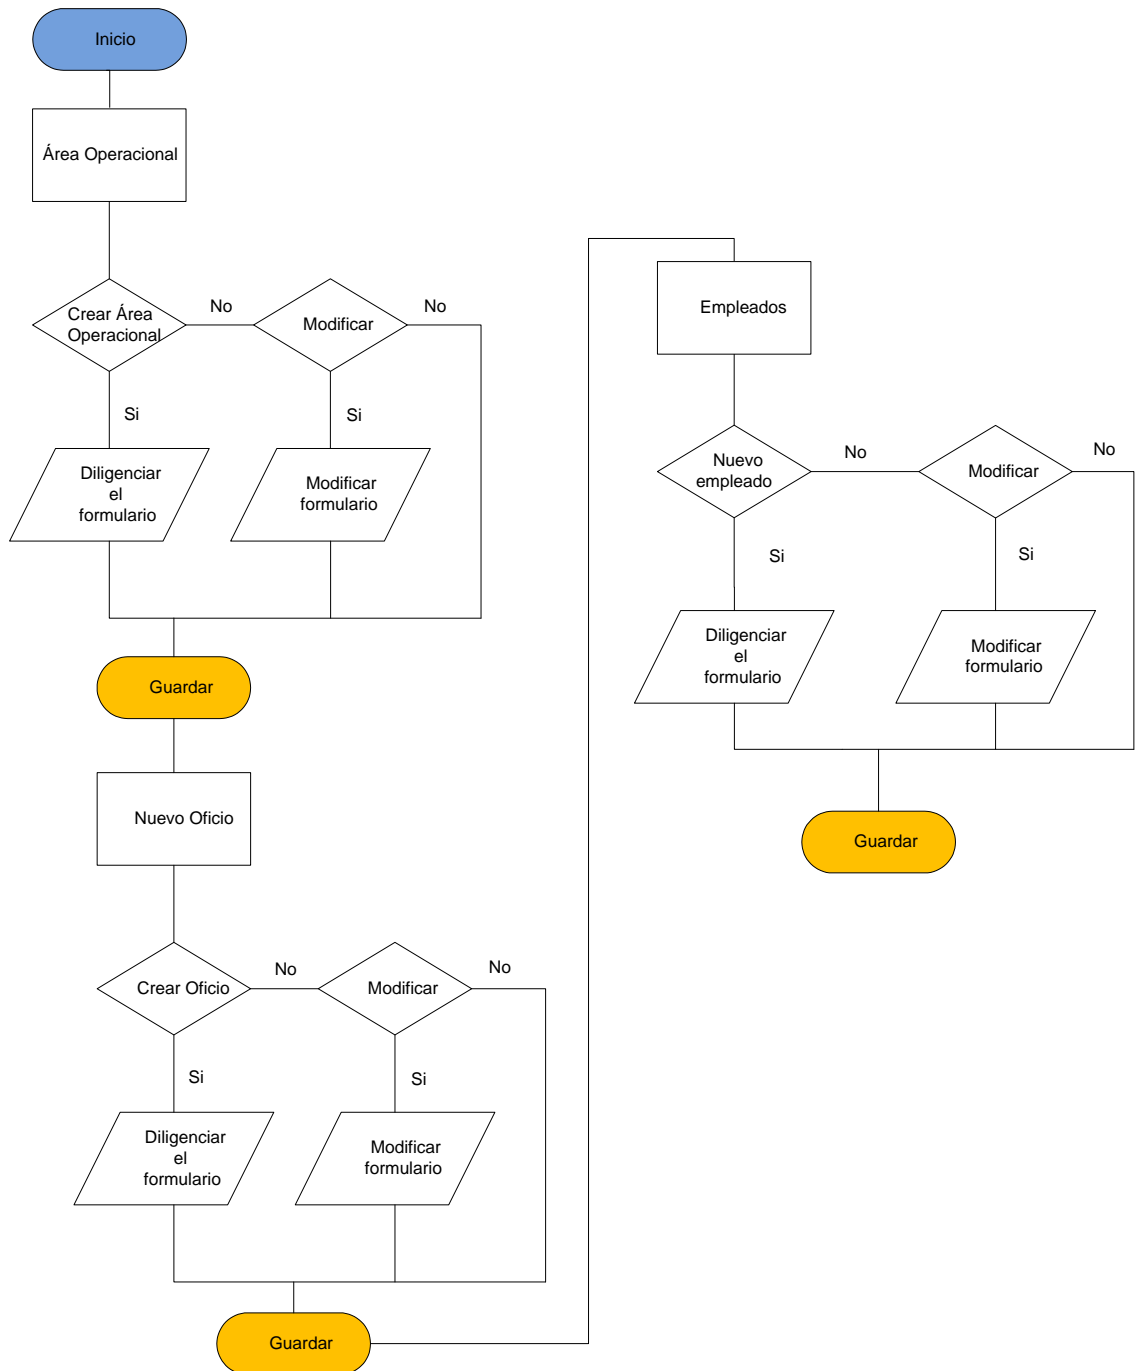 Inicio
Área Operacional
Crear Área
Operacional
No
Modificar
No
Si
Si
Diligenciar
el
formulario
Modificar
formulario
Guardar
Nuevo Oficio
Crear Oficio
No
Modificar
No
Si
Si
Diligenciar
el
formulario
Modificar
formulario
Guardar
Empleados
Nuevo
empleado
No
Modificar
No
Si
Si
Diligenciar
el
formulario
Modificar
formulario
Guardar